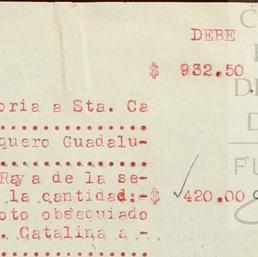 DEBE
$ 932.50
oria a Sta. Ca
quero Guadalu-
Raya de la se-
la cantidad:-$ 420.00
oto obsequiado
. Catalina a -